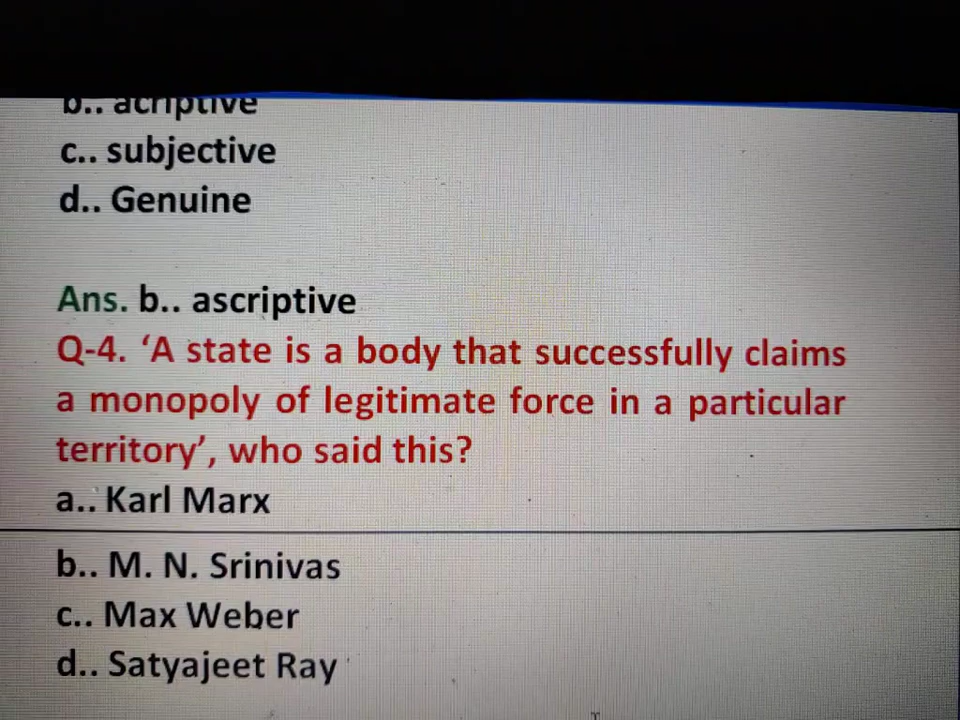 b.. acriptive
c.. subjective
d.. Genuine
Ans. b.. ascriptive
Q-4. ‘A state is a body that successfully claims
a monopoly of legitimate force in a particular
territory’, who said this?
a.. Karl Marx
b.. M. N. Srinivas
c.. Max Weber
d.. Satyajeet Ray